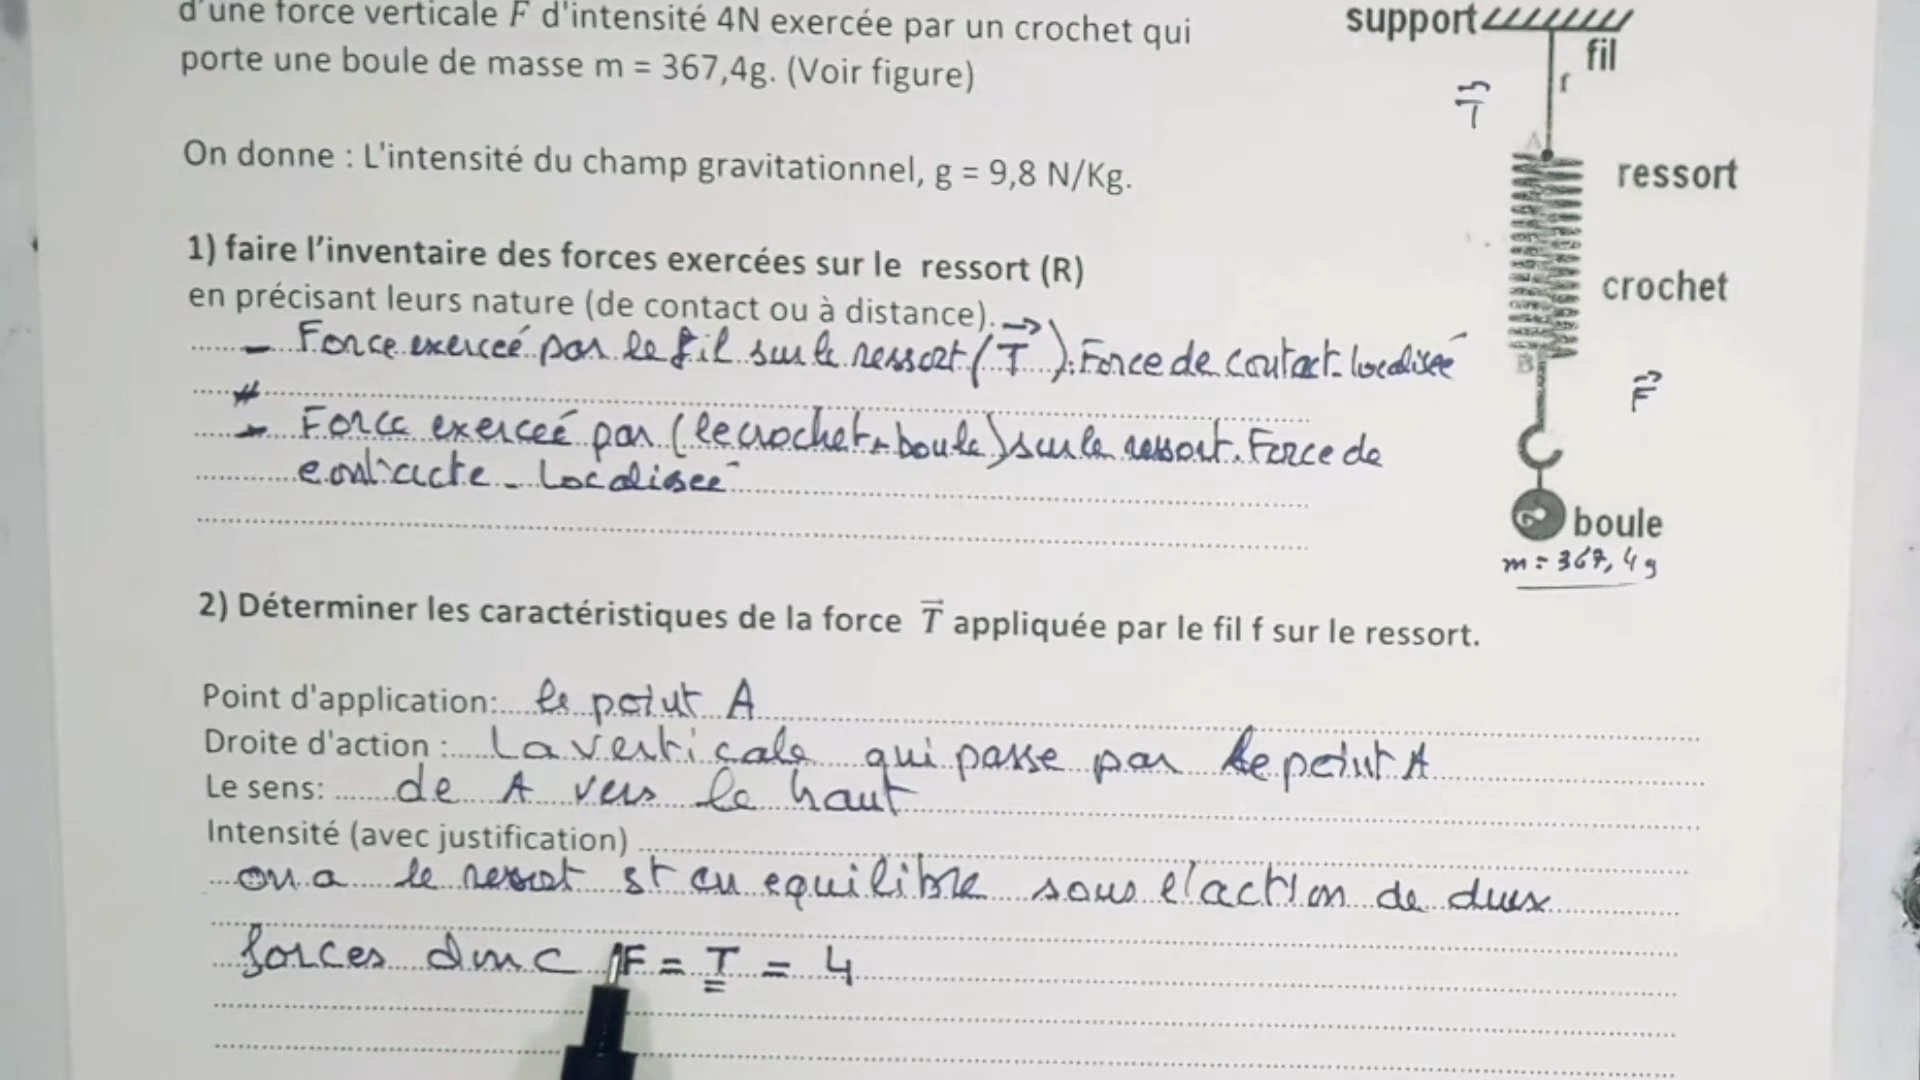 d'une force verticale F⃗ d'intensité 4N exercée par un crochet qui
porte une boule de masse m = 367,4g. (Voir figure)
On donne : L'intensité du champ gravitationnel, g = 9,8 N/Kg.
1) faire l'inventaire des forces exercées sur le ressort (R)
en précisant leurs nature (de contact ou à distance).
- Force exerceé par le fil sur le ressort (T⃗). Force de contact. localiseé
- Force exerceé par (le crochet + boule) sur le ressort. Force de
contacte - Localiseé
support
fil
f
T⃗
A
ressort
crochet
B
F⃗
boule
m = 367,4g
2) Déterminer les caractéristiques de la force T⃗ appliquée par le fil f sur le ressort.
Point d'application: le point A
Droite d'action : La verticale qui passe par le point A
Le sens: de A vers le haut
Intensité (avec justification)
on a le ressort st en equilibre sous l'action de deux
forces donc F = T = 4